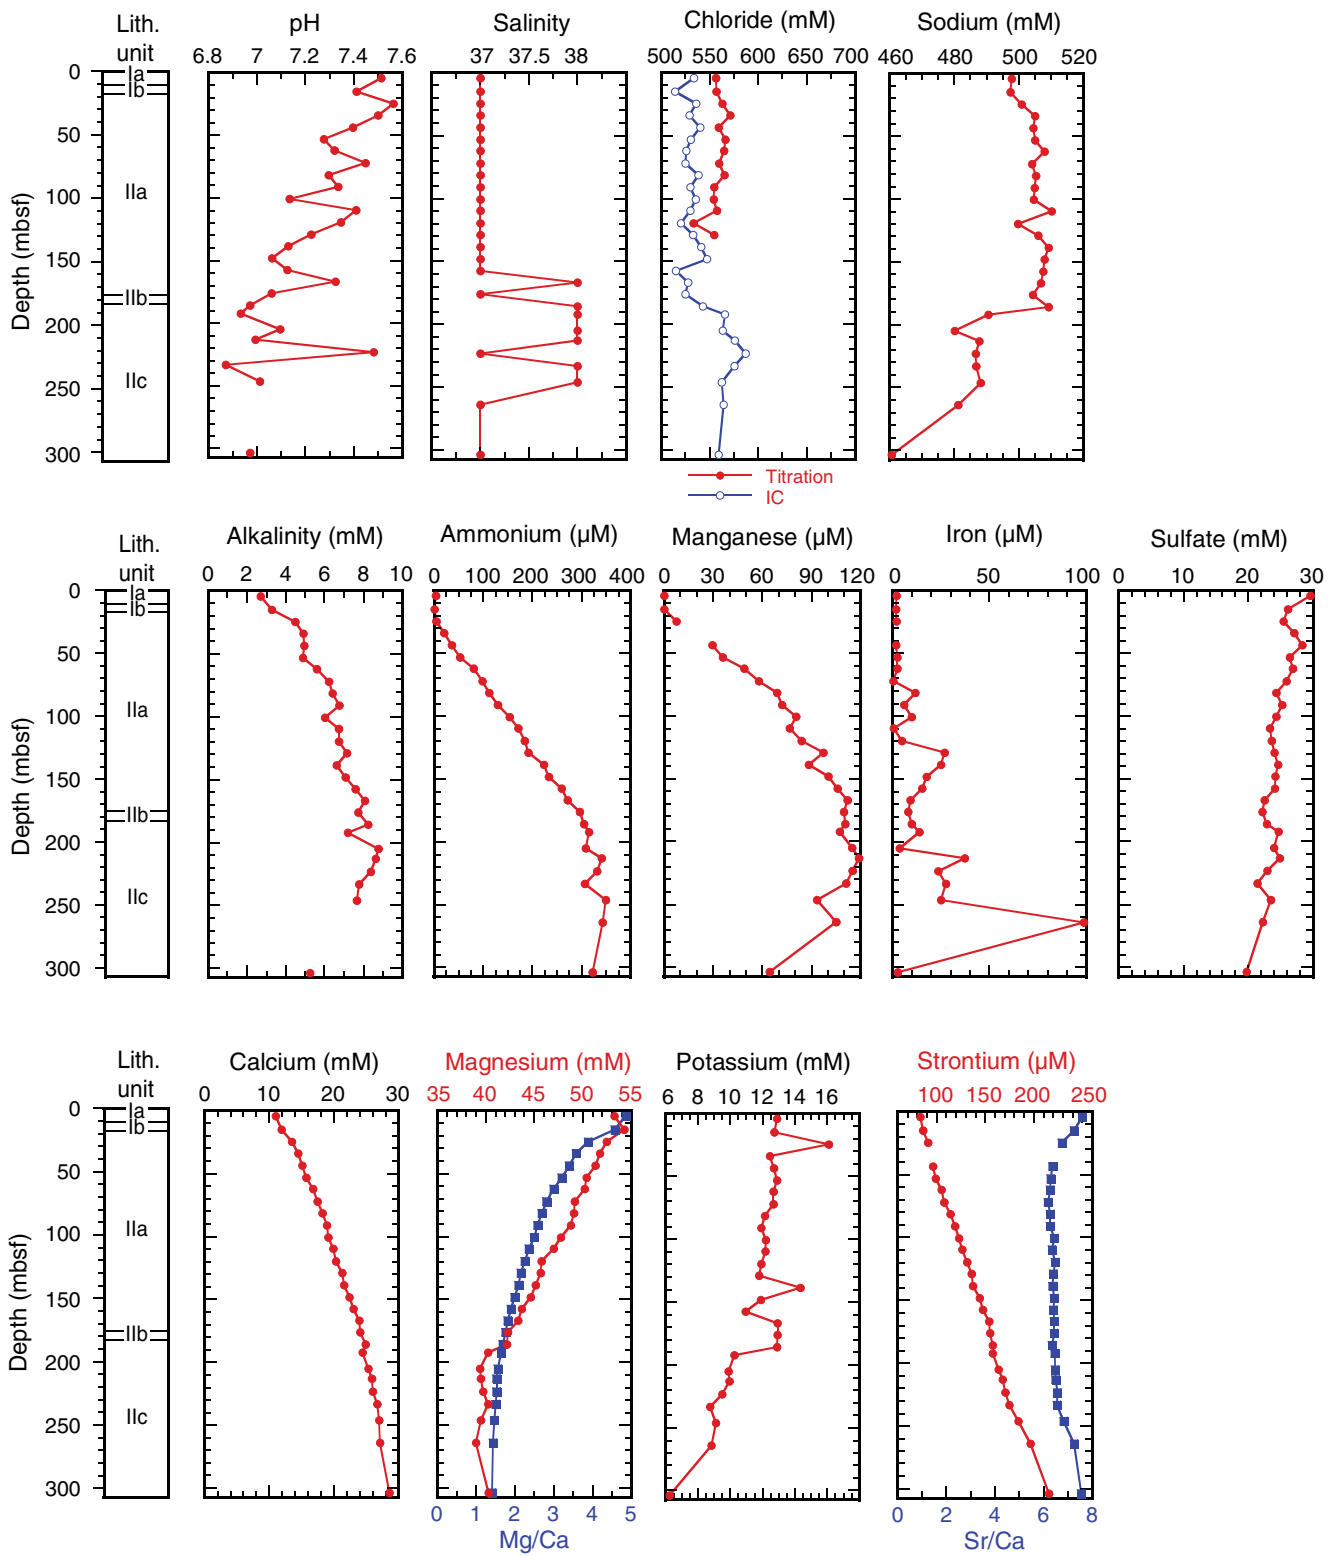 Lith. unit
pH
Salinity
Chloride (mM)
Sodium (mM)
6.8 7 7.2 7.4 7.6
37 37.5 38
500 550 600 650 700
460 480 500 520
Depth (mbsf)
0 50 100 150 200 250 300
Ia
Ib
IIa
IIb
IIc
Titration
IC
Lith. unit
Alkalinity (mM)
Ammonium (µM)
Manganese (µM)
Iron (µM)
Sulfate (mM)
0 2 4 6 8 10
0 100 200 300 400
0 30 60 90 120
0 50 100
0 10 20 30
Depth (mbsf)
0 50 100 150 200 250 300
Ia
Ib
IIa
IIb
IIc
Lith. unit
Calcium (mM)
Magnesium (mM)
Potassium (mM)
Strontium (µM)
0 10 20 30
35 40 45 50 55
6 8 10 12 14 16
100 150 200 250
Depth (mbsf)
0 50 100 150 200 250 300
Ia
Ib
IIa
IIb
IIc
0 1 2 3 4 5
Mg/Ca
0 2 4 6 8
Sr/Ca